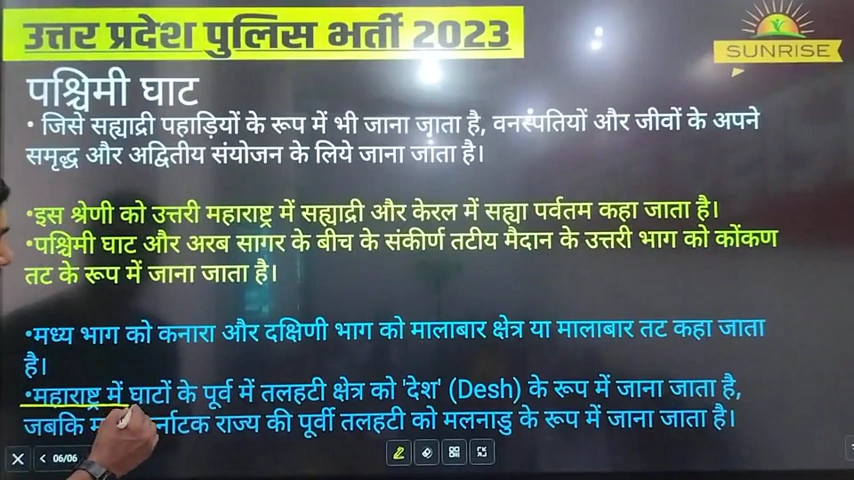 उत्तर प्रदेश पुलिस भर्ती 2023
SUNRISE
पश्चिमी घाट
• जिसे सह्याद्री पहाड़ियों के रूप में भी जाना जाता है, वनस्पतियों और जीवों के अपने
समृद्ध और अद्वितीय संयोजन के लिये जाना जाता है।
•इस श्रेणी को उत्तरी महाराष्ट्र में सह्याद्री और केरल में सह्या पर्वतम कहा जाता है।
•पश्चिमी घाट और अरब सागर के बीच के संकीर्ण तटीय मैदान के उत्तरी भाग को कोंकण
तट के रूप में जाना जाता है।
•मध्य भाग को कनारा और दक्षिणी भाग को मालाबार क्षेत्र या मालाबार तट कहा जाता
है।
•महाराष्ट्र में घाटों के पूर्व में तलहटी क्षेत्र को 'देश' (Desh) के रूप में जाना जाता है,
जबकि राज्य की पूर्वी तलहटी को मलनाडु के रूप में जाना जाता है।
06/06